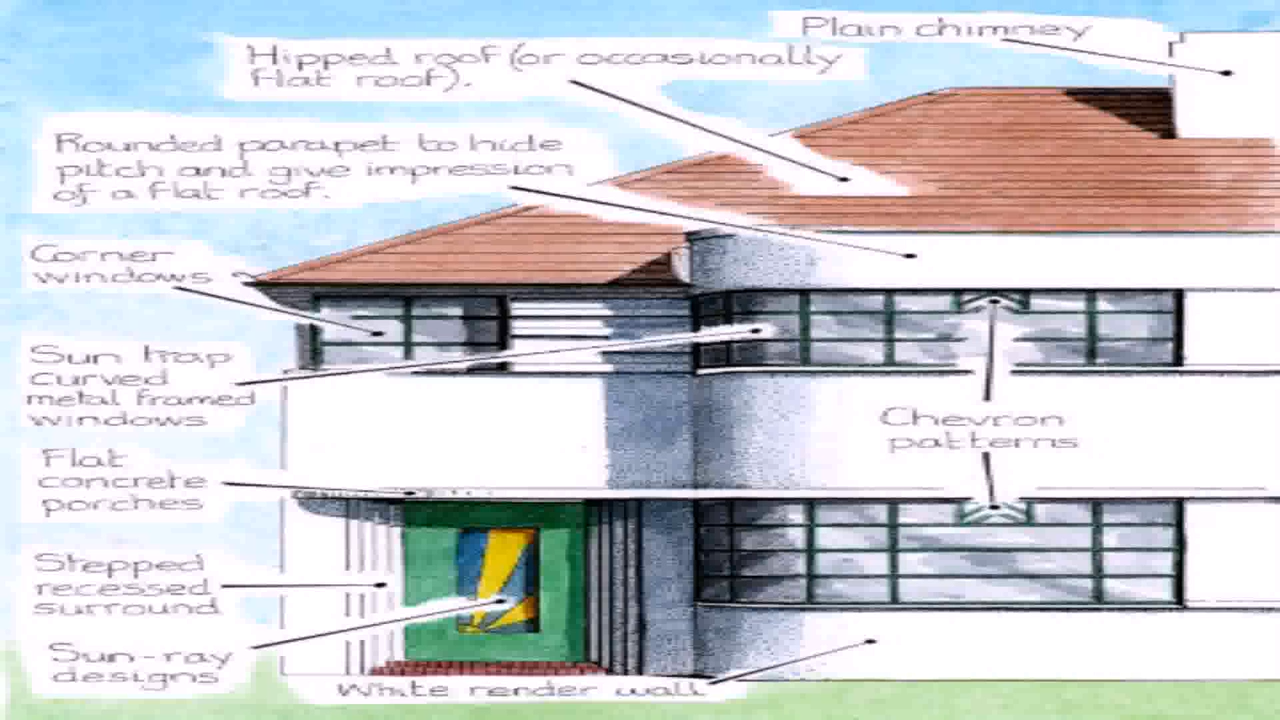 Plain chimney
Hipped roof (or occasionally
flat roof).
Rounded parapet to hide
pitch and give impression
of a flat roof.
Corner
windows
Sun trap
curved
metal framed
windows
Chevron
patterns
Flat
concrete
porches
Stepped
recessed
surround
Sun-ray
designs
White render wall